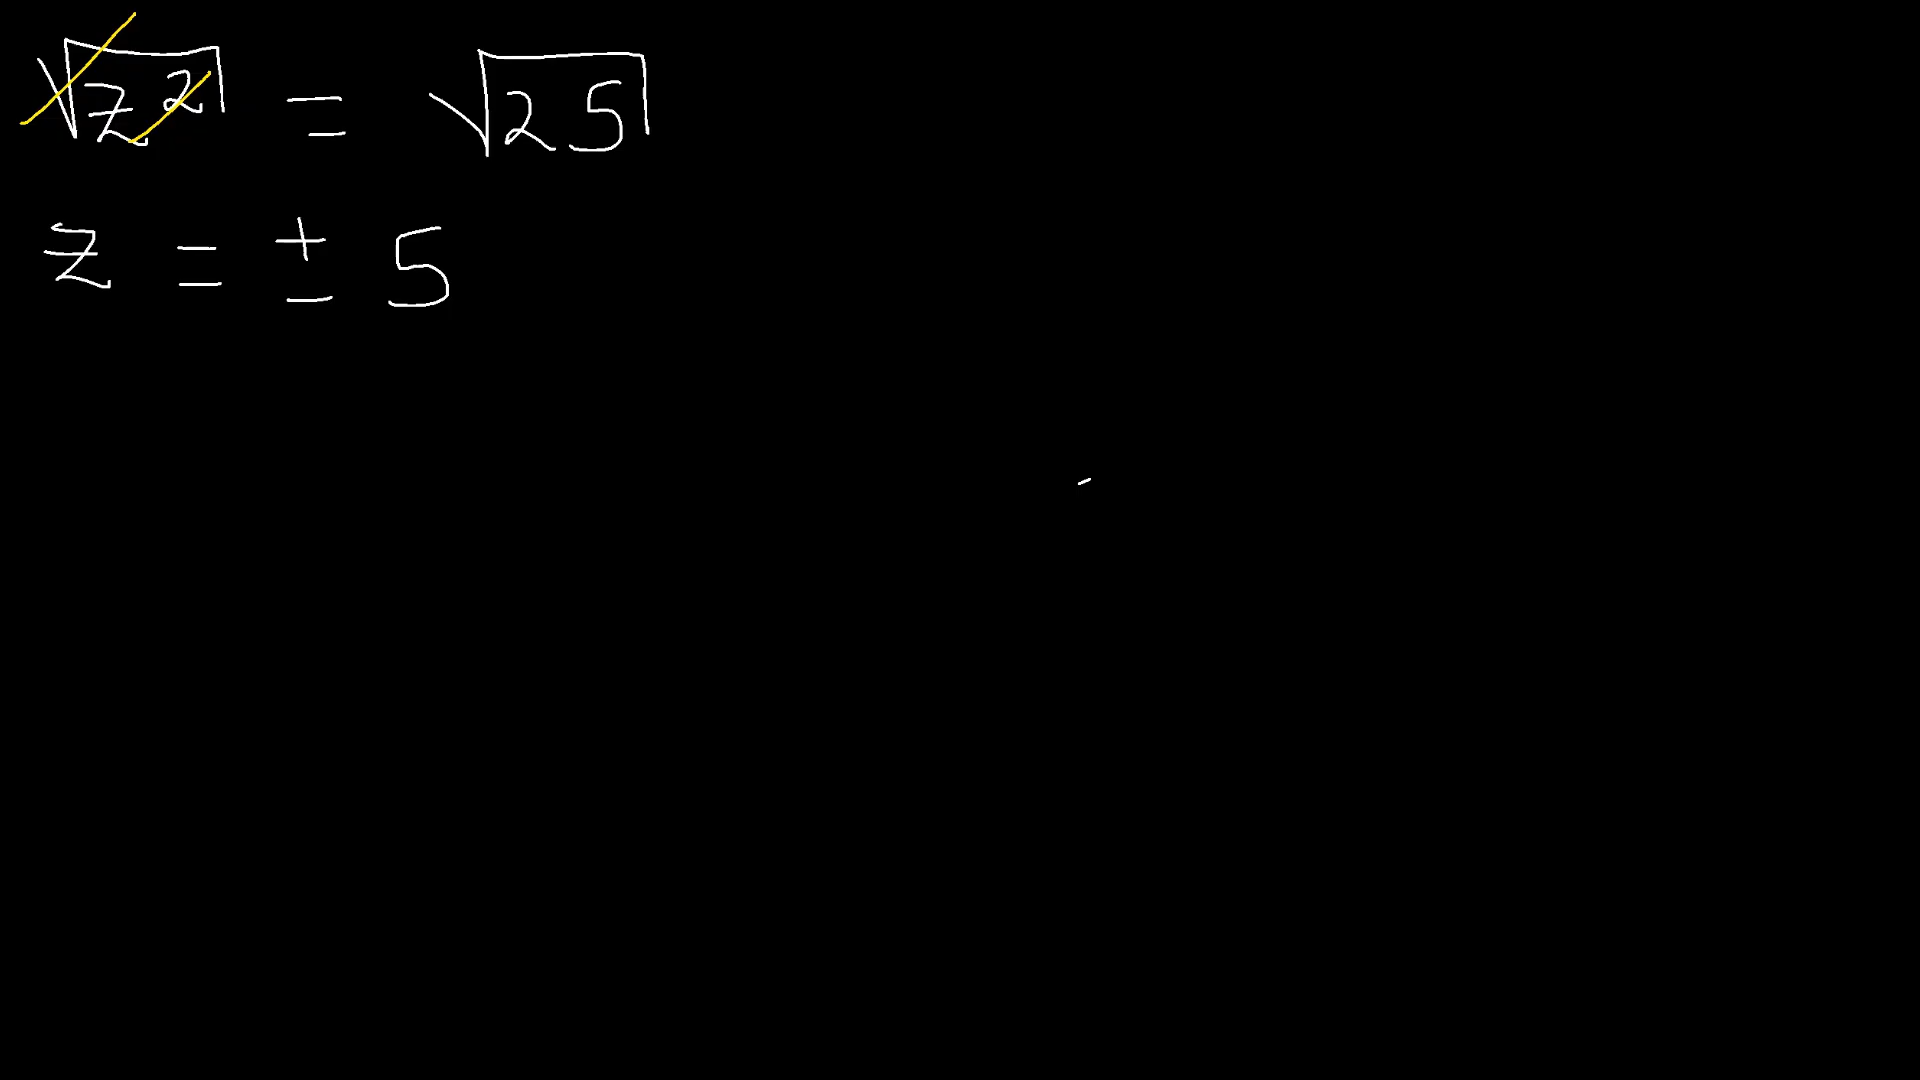 √z² = √25
z = ± 5